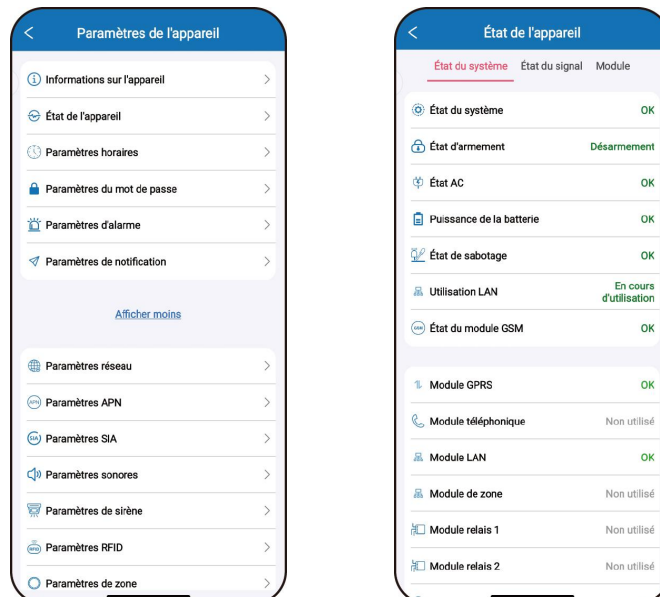 Paramètres de l'appareil
Informations sur l'appareil
État de l'appareil
Paramètres horaires
Paramètres du mot de passe
Paramètres d'alarme
Paramètres de notification
Afficher moins
Paramètres réseau
APN
Paramètres APN
SIA
Paramètres SIA
Paramètres sonores
Paramètres de sirène
RFID
Paramètres RFID
Paramètres de zone
État de l'appareil
État du système État du signal Module
État du système OK
État d'armement Désarmement
État AC OK
Puissance de la batterie OK
État de sabotage OK
Utilisation LAN En cours
d'utilisation
GSM
État du module GSM OK
Module GPRS OK
Module téléphonique Non utilisé
Module LAN OK
Module de zone Non utilisé
Module relais 1 Non utilisé
Module relais 2 Non utilisé